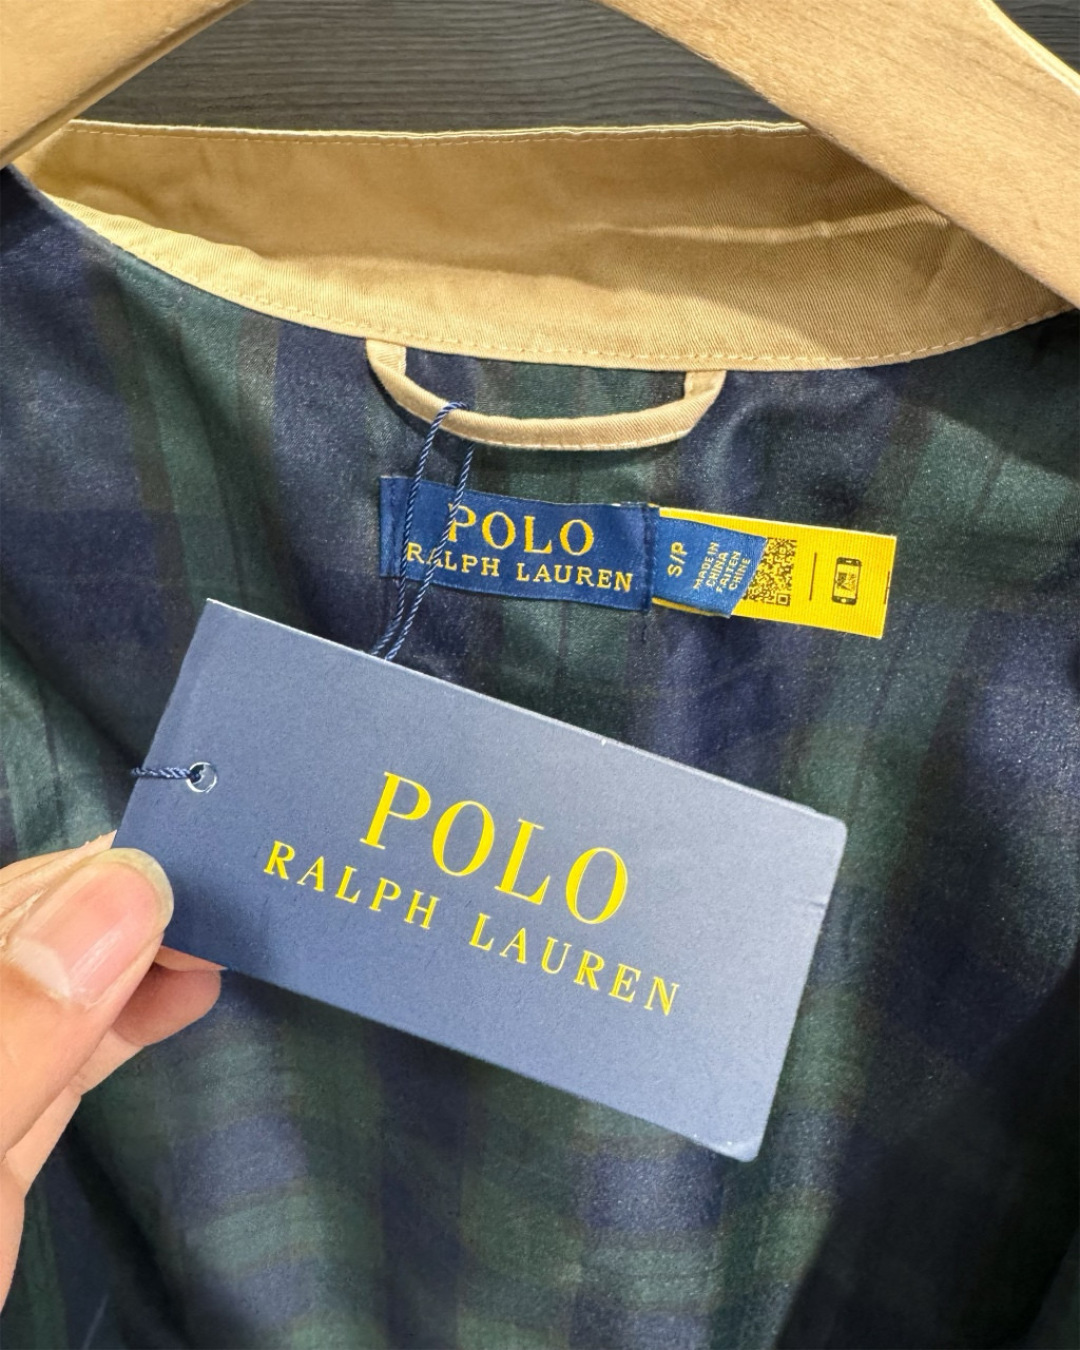 POLO
RALPH LAUREN
S/P
MADE IN
CHINA
FAIT EN
CHINE
POLO
RALPH LAUREN